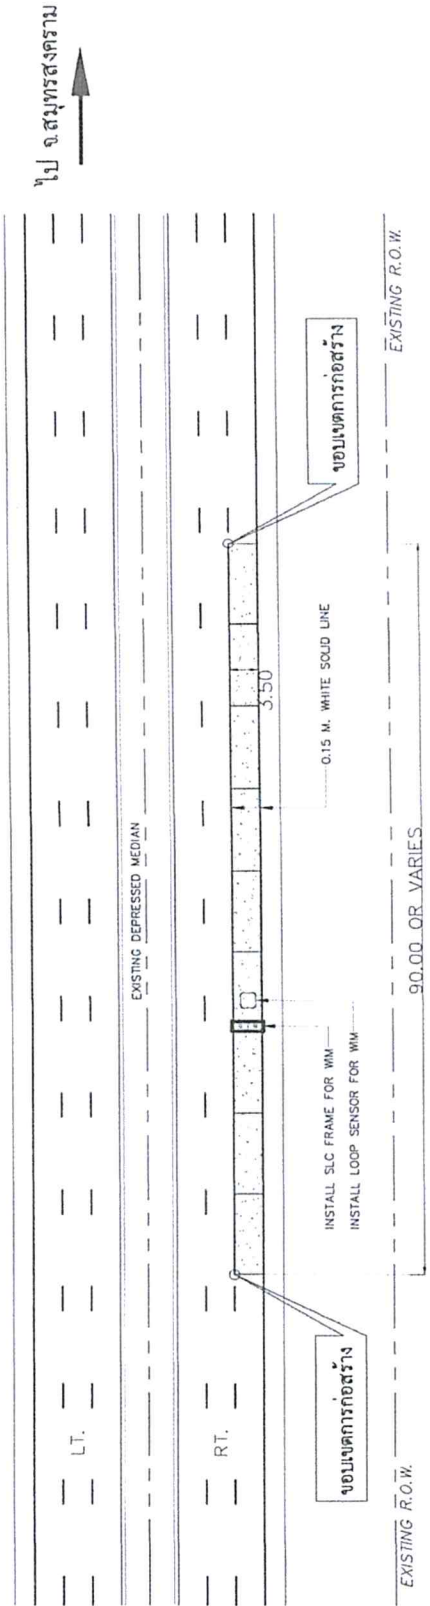 ไป จ.สมุทรสงคราม
LT.
EXISTING DEPRESSED MEDIAN
RT.
3.50
ขอบเขตการก่อสร้าง
0.15 M. WHITE SOLID LINE
INSTALL SLC FRAME FOR WIM
INSTALL LOOP SENSOR FOR WIM
ขอบเขตการก่อสร้าง
EXISTING R.O.W.
90.00 OR VARIES
EXISTING R.O.W.